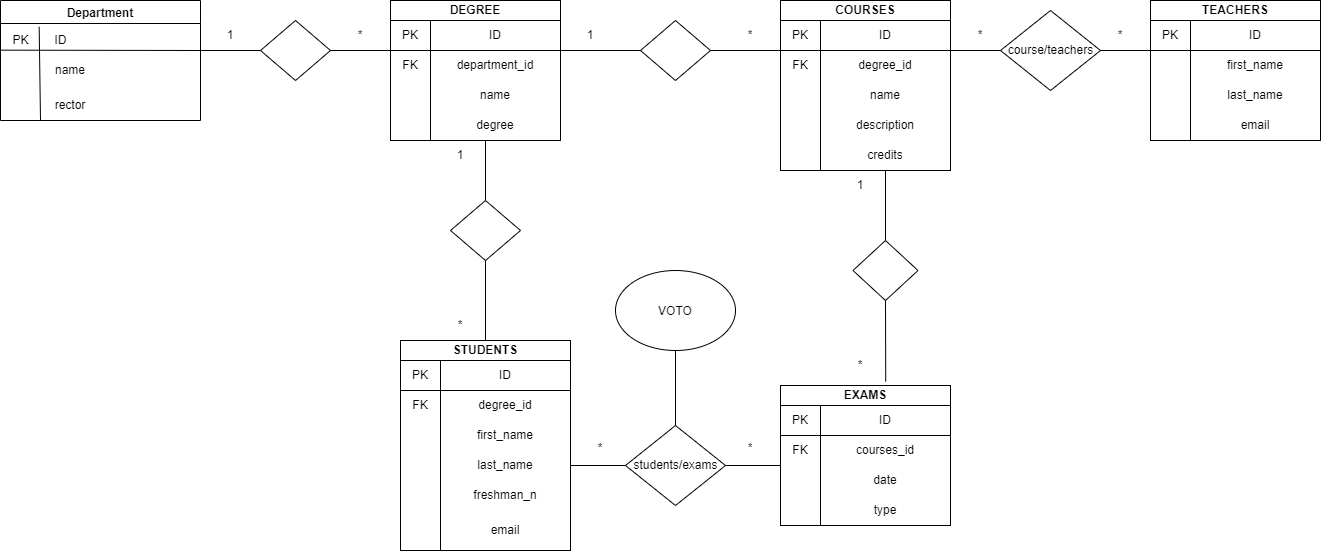 Department
PK ID
name
rector
1
*
DEGREE
PK ID
FK department_id
name
degree
1
*
COURSES
PK ID
FK degree_id
name
description
credits
*
course/teachers
*
TEACHERS
PK ID
first_name
last_name
email
1
*
1
*
STUDENTS
PK ID
FK degree_id
first_name
last_name
freshman_n
email
*
VOTO
students/exams
*
EXAMS
PK ID
FK courses_id
date
type